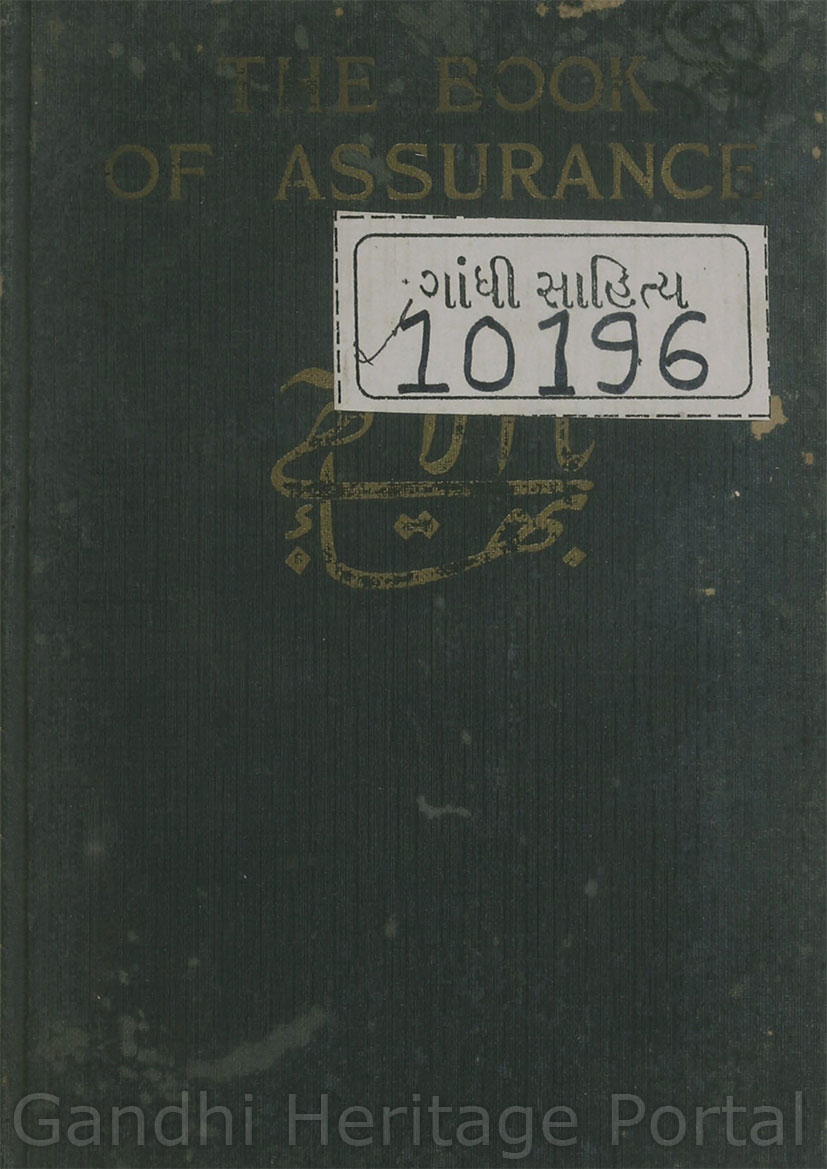 THE BOOK
OF ASSURANCE
ગાંધી સાહિત્ય
10196
Gandhi Heritage Portal